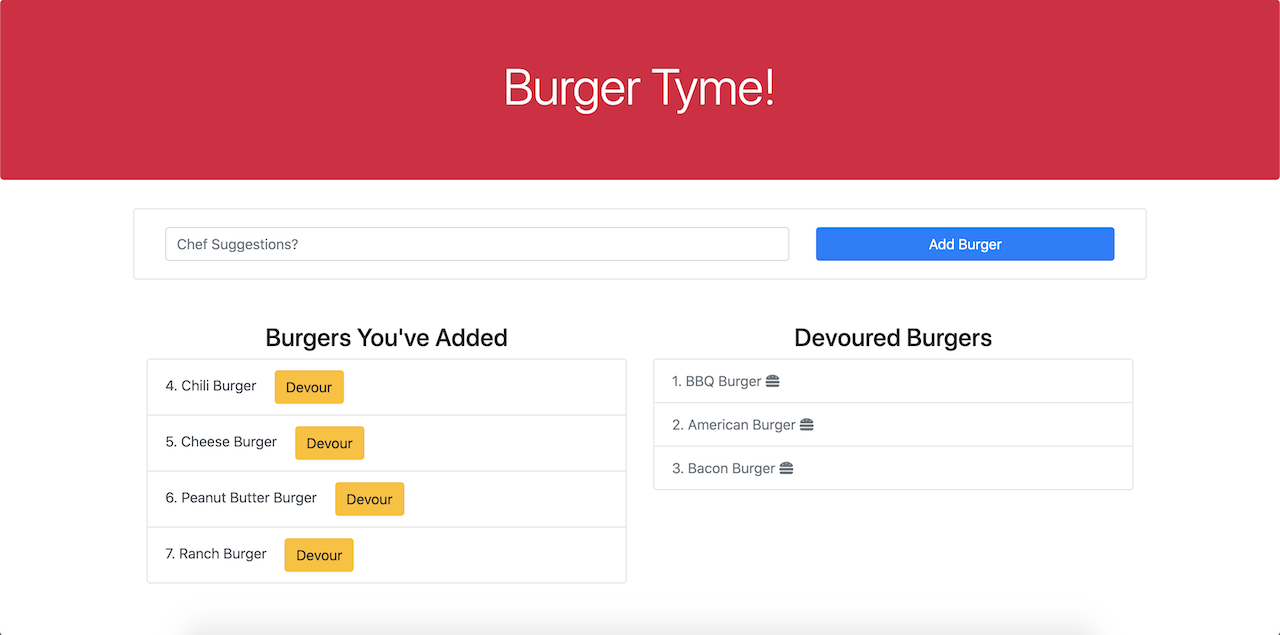 Burger Tyme!
Chef Suggestions?
Add Burger
Burgers You've Added
4. Chili Burger Devour
5. Cheese Burger Devour
6. Peanut Butter Burger Devour
7. Ranch Burger Devour
Devoured Burgers
1. BBQ Burger
2. American Burger
3. Bacon Burger